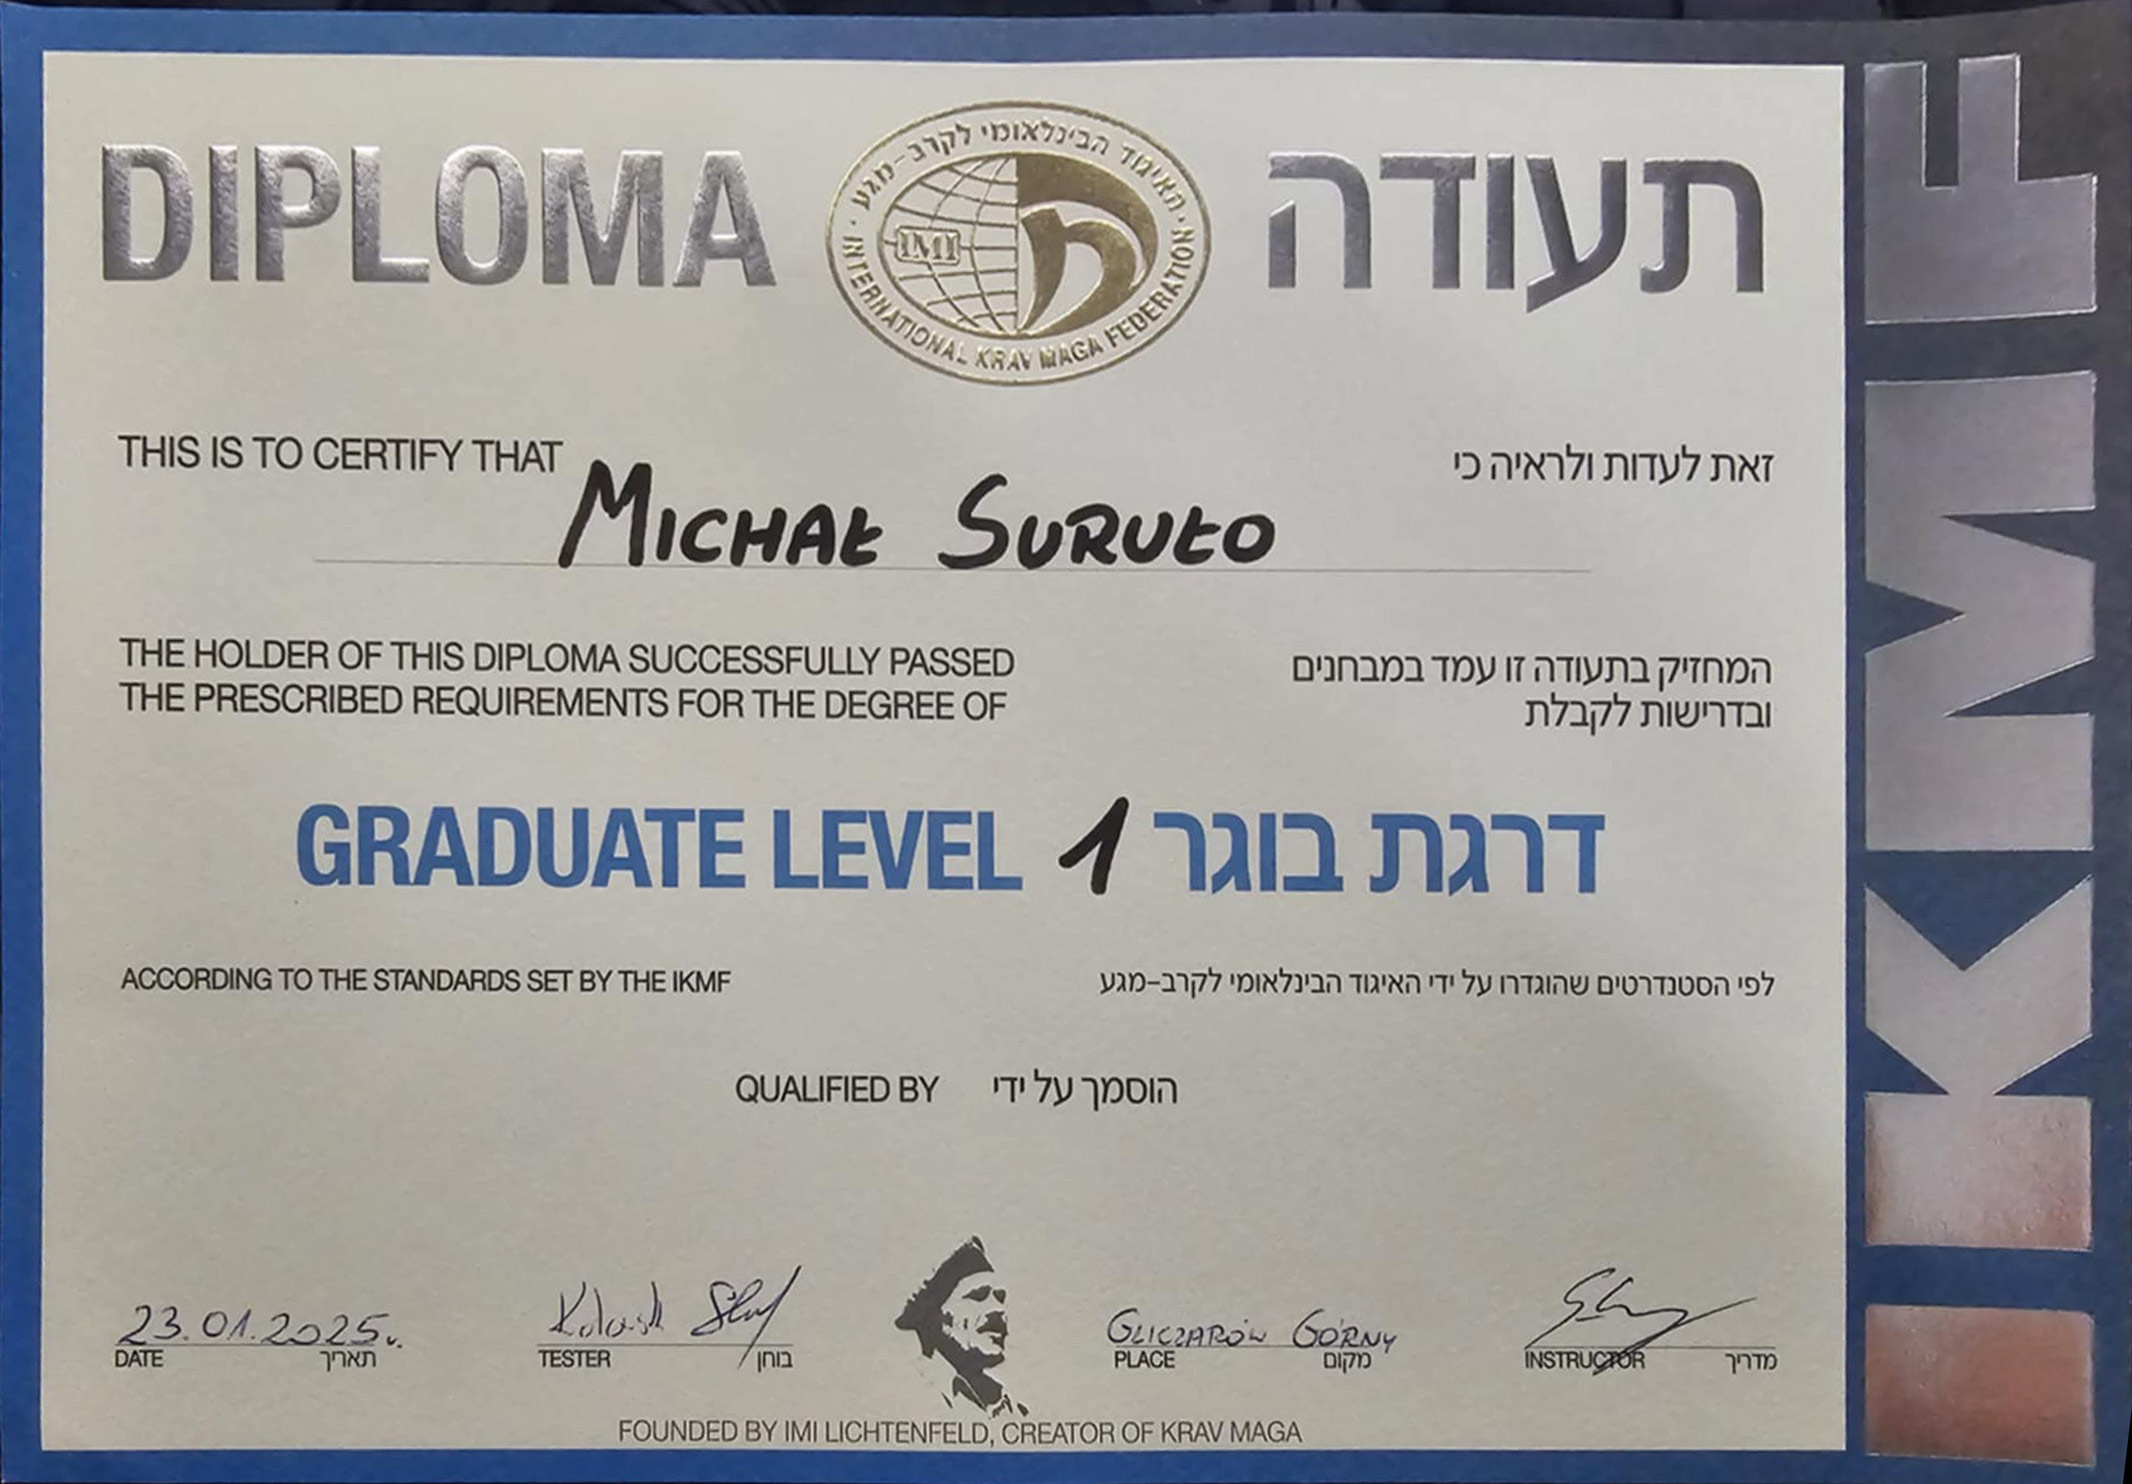 DIPLOMA תעודה
האיגוד הבינלאומי לקרב-מגע
IMI
INTERNATIONAL KRAV MAGA FEDERATION
THIS IS TO CERTIFY THAT זאת לעדות ולראיה כי
MICHAŁ SURUŁO
THE HOLDER OF THIS DIPLOMA SUCCESSFULLY PASSED המחזיק בתעודה זו עמד במבחנים
THE PRESCRIBED REQUIREMENTS FOR THE DEGREE OF ובדרישות לקבלת
GRADUATE LEVEL 1 דרגת בוגר
ACCORDING TO THE STANDARDS SET BY THE IKMF לפי הסטנדרטים שהוגדרו על ידי האיגוד הבינלאומי לקרב-מגע
QUALIFIED BY הוסמך על ידי
23.01.2025r. GLICZARÓW GÓRNY
DATE תאריך TESTER בוחן PLACE מקום INSTRUCTOR מדריך
FOUNDED BY IMI LICHTENFELD, CREATOR OF KRAV MAGA
IKMF